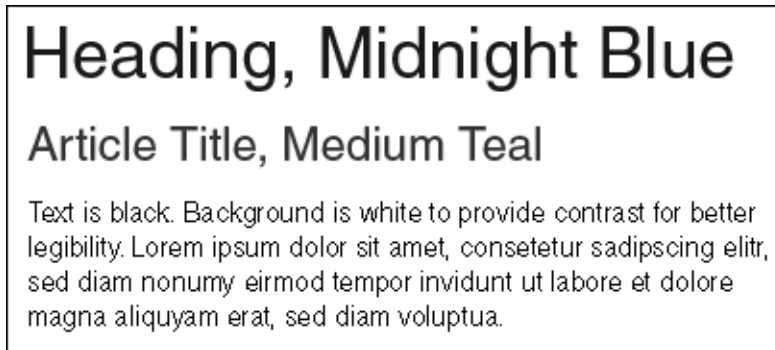 Heading, Midnight Blue
Article Title, Medium Teal
Text is black. Background is white to provide contrast for better
legibility. Lorem ipsum dolor sit amet, consetetur sadipscing elitr,
sed diam nonumy eirmod tempor invidunt ut labore et dolore
magna aliquyam erat, sed diam voluptua.